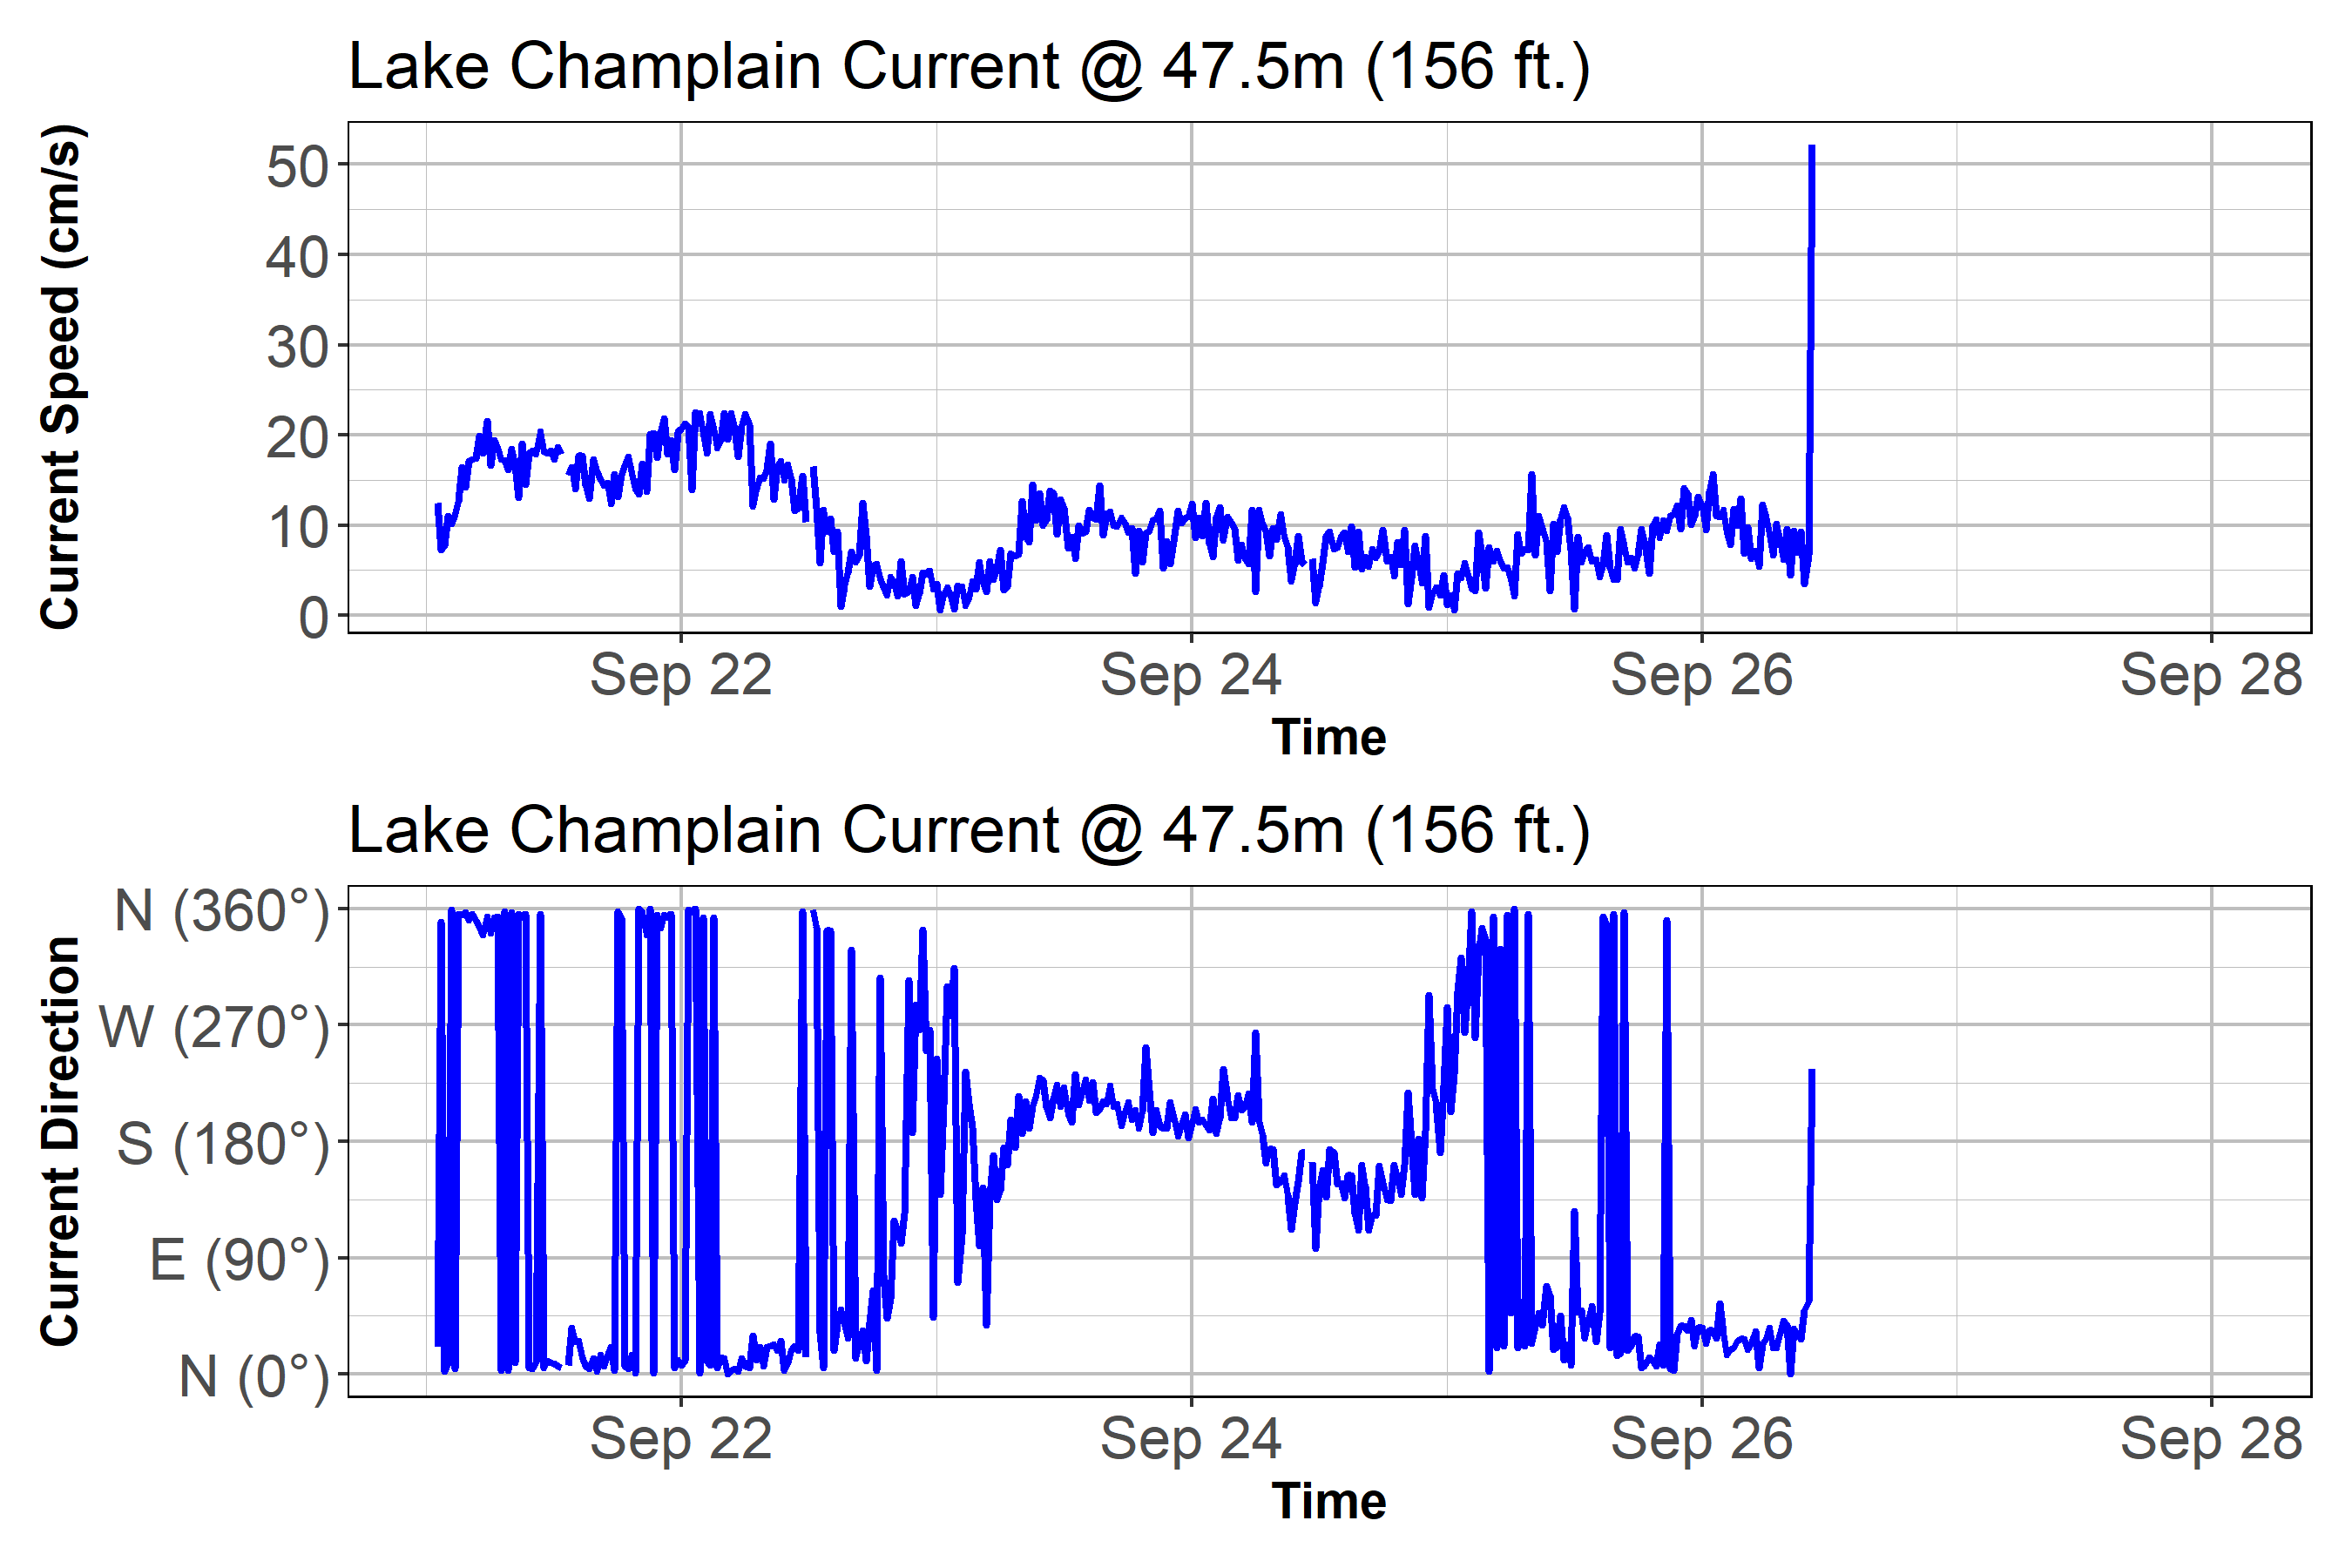 Lake Champlain Current @ 47.5m (156 ft.)
Current Speed (cm/s)
50
40
30
20
10
0
Sep 22 Sep 24 Sep 26 Sep 28
Time
Lake Champlain Current @ 47.5m (156 ft.)
Current Direction
N (360°)
W (270°)
S (180°)
E (90°)
N (0°)
Sep 22 Sep 24 Sep 26 Sep 28
Time